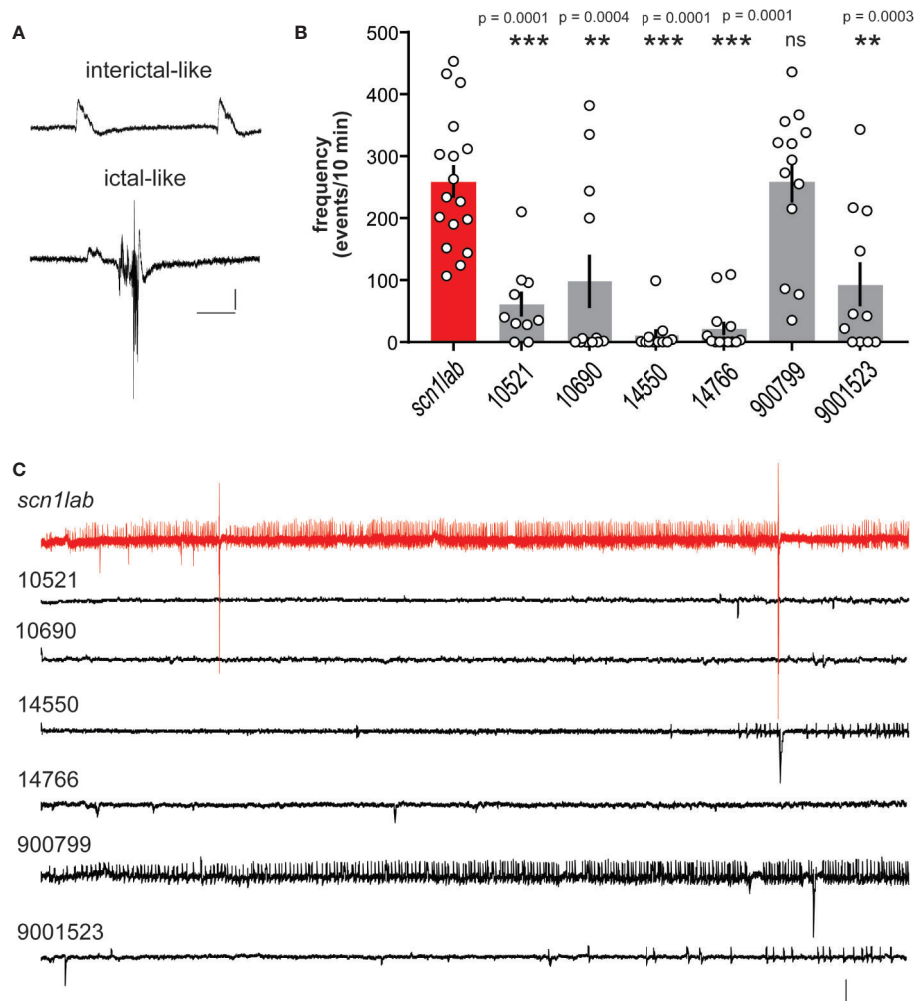 A
interictal-like
ictal-like
B
p = 0.0001 p = 0.0004 p = 0.0001 p = 0.0001 p = 0.0003
*** ** *** *** ns **
frequency
(events/10 min)
500
400
300
200
100
0
scn1lab 10521 10690 14550 14766 900799 9001523
C
scn1lab
10521
10690
14550
14766
900799
9001523